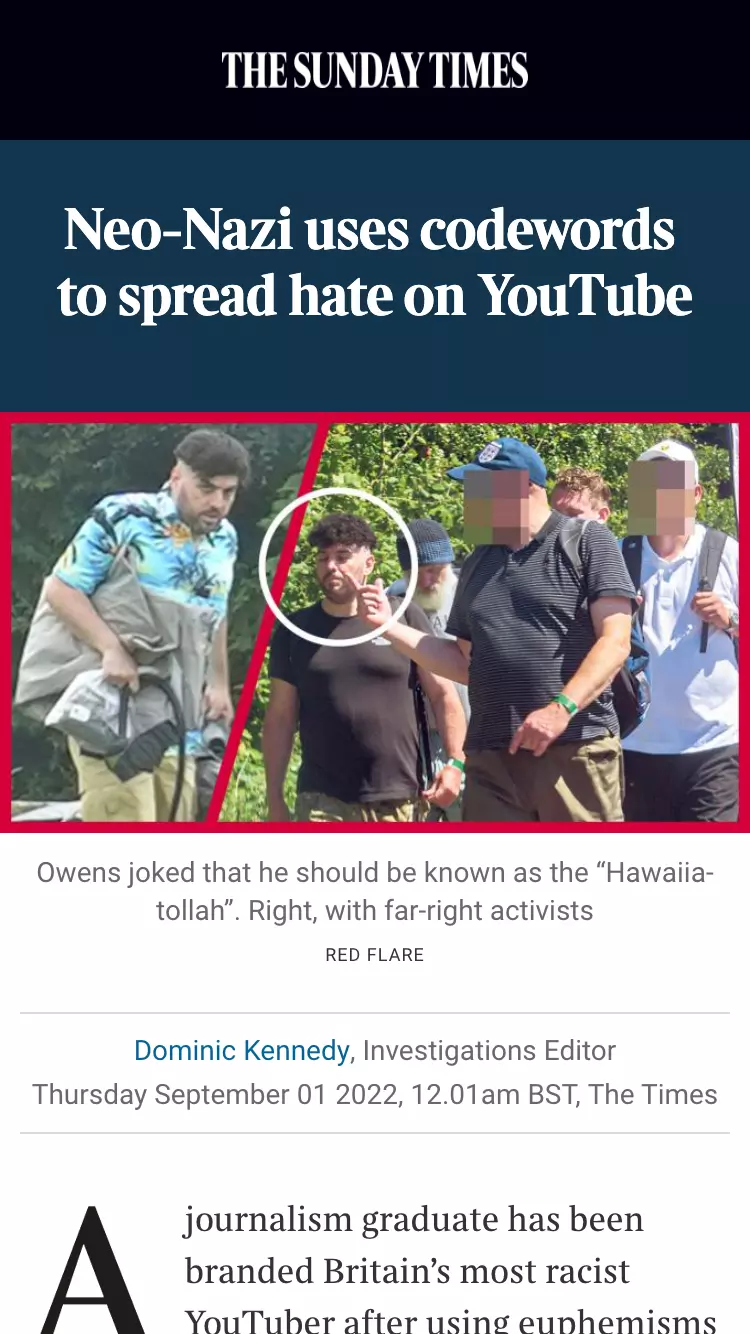 THE SUNDAY TIMES
Neo-Nazi uses codewords
to spread hate on YouTube
Owens joked that he should be known as the “Hawaiia-
tollah”. Right, with far-right activists
RED FLARE
Dominic Kennedy, Investigations Editor
Thursday September 01 2022, 12.01am BST, The Times
A journalism graduate has been
branded Britain’s most racist
YouTuber after using euphemisms